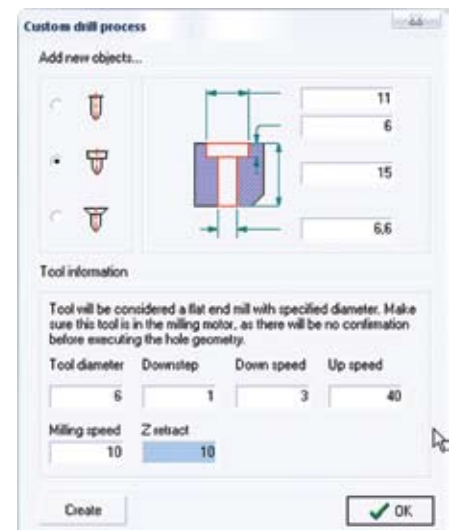 Custom drill process
Add new objects...
11
6
15
6,6
Tool information
Tool will be considered a flat end mill with specified diameter. Make
sure this tool is in the milling motor, as there will be no confirmation
before executing the hole geometry.
Tool diameter Downstep Down speed Up speed
6 1 3 40
Milling speed Z retract
10 10
Create OK